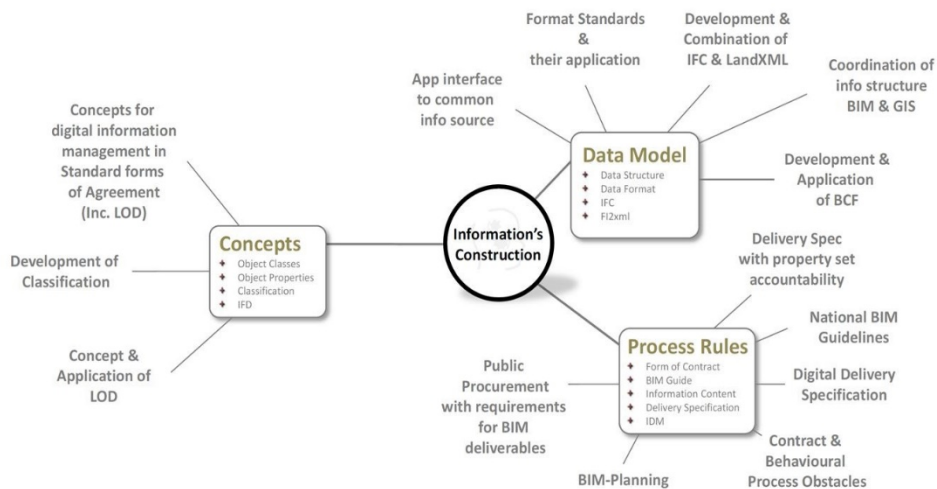 Format Standards
&
their application
Development &
Combination of
IFC & LandXML
Coordination of
info structure
BIM & GIS
App interface
to common
info source
Concepts for
digital information
management in
Standard forms
of Agreement
(Inc. LOD)
Data Model
Data Structure
Data Format
IFC
FI2xml
Development &
Application
of BCF
Information's
Construction
Concepts
Object Classes
Object Properties
Classification
IFD
Development of
Classification
Concept &
Application of
LOD
Delivery Spec
with property set
accountability
National BIM
Guidelines
Process Rules
Form of Contract
BIM Guide
Information Content
Delivery Specification
IDM
Public
Procurement
with requirements
for BIM
deliverables
Digital Delivery
Specification
Contract &
Behavioural
Process Obstacles
BIM-Planning